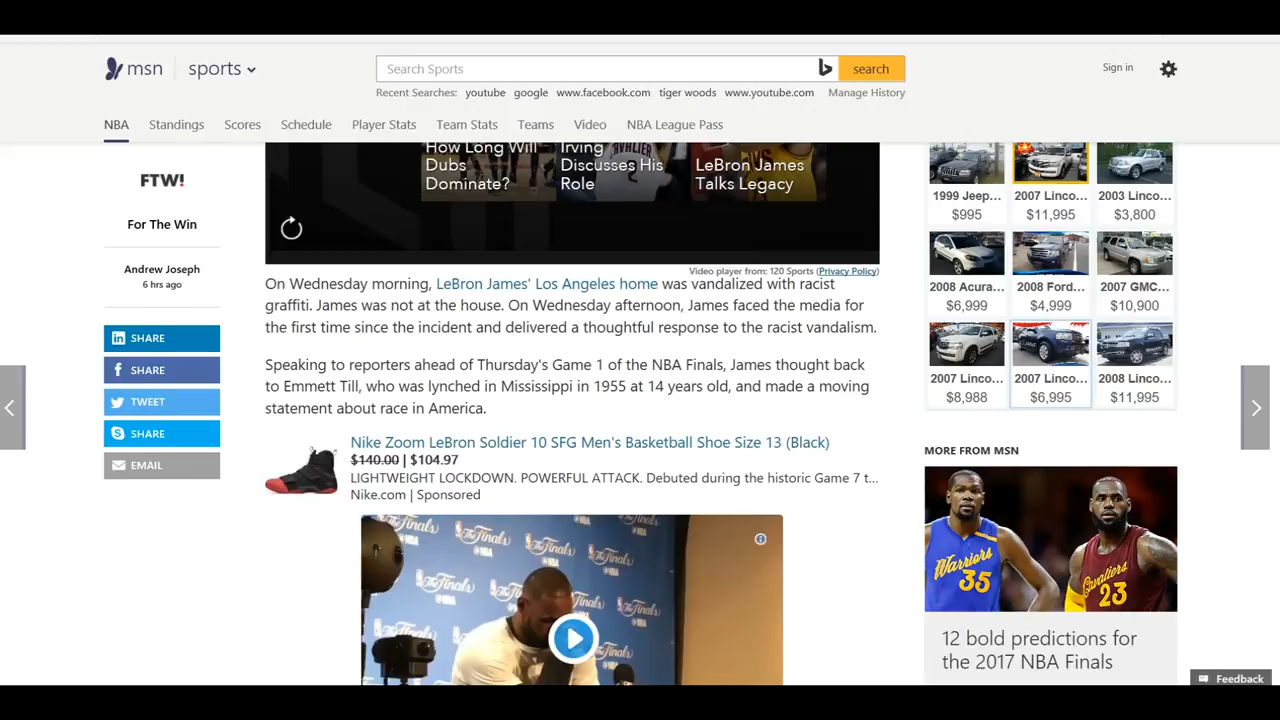 msn
sports
Search Sports
search
Sign in
Recent Searches: youtube google www.facebook.com tiger woods www.youtube.com Manage History
NBA Standings Scores Schedule Player Stats Team Stats Teams Video NBA League Pass
How Long Will
Dubs
Dominate?
Irving
Discusses His
Role
LeBron James
Talks Legacy
FTW!
For The Win
Andrew Joseph
6 hrs ago
SHARE
SHARE
TWEET
SHARE
EMAIL
Video player from: 120 Sports (Privacy Policy)
On Wednesday morning, LeBron James' Los Angeles home was vandalized with racist
graffiti. James was not at the house. On Wednesday afternoon, James faced the media for
the first time since the incident and delivered a thoughtful response to the racist vandalism.
Speaking to reporters ahead of Thursday's Game 1 of the NBA Finals, James thought back
to Emmett Till, who was lynched in Mississippi in 1955 at 14 years old, and made a moving
statement about race in America.
Nike Zoom LeBron Soldier 10 SFG Men's Basketball Shoe Size 13 (Black)
$140.00 | $104.97
LIGHTWEIGHT LOCKDOWN. POWERFUL ATTACK. Debuted during the historic Game 7 t...
Nike.com | Sponsored
The Finals
1999 Jeep... 2007 Linco... 2003 Linco...
$995 $11,995 $3,800
2008 Acura... 2008 Ford... 2007 GMC...
$6,999 $4,999 $10,900
2007 Linco... 2007 Linco... 2008 Linco...
$8,988 $6,995 $11,995
MORE FROM MSN
Warriors
35
Cavaliers
23
12 bold predictions for
the 2017 NBA Finals
Feedback